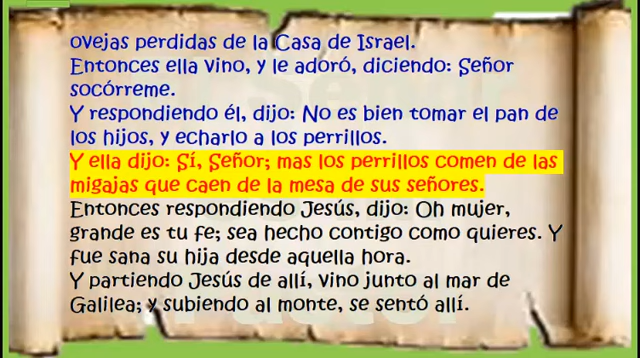 ovejas perdidas de la Casa de Israel.
Entonces ella vino, y le adoró, diciendo: Señor
socórreme.
Y respondiendo él, dijo: No es bien tomar el pan de
los hijos, y echarlo a los perrillos.
Y ella dijo: Sí, Señor; mas los perrillos comen de las
migajas que caen de la mesa de sus señores.
Entonces respondiendo Jesús, dijo: Oh mujer,
grande es tu fe; sea hecho contigo como quieres. Y
fue sana su hija desde aquella hora.
Y partiendo Jesús de allí, vino junto al mar de
Galilea; y subiendo al monte, se sentó allí.